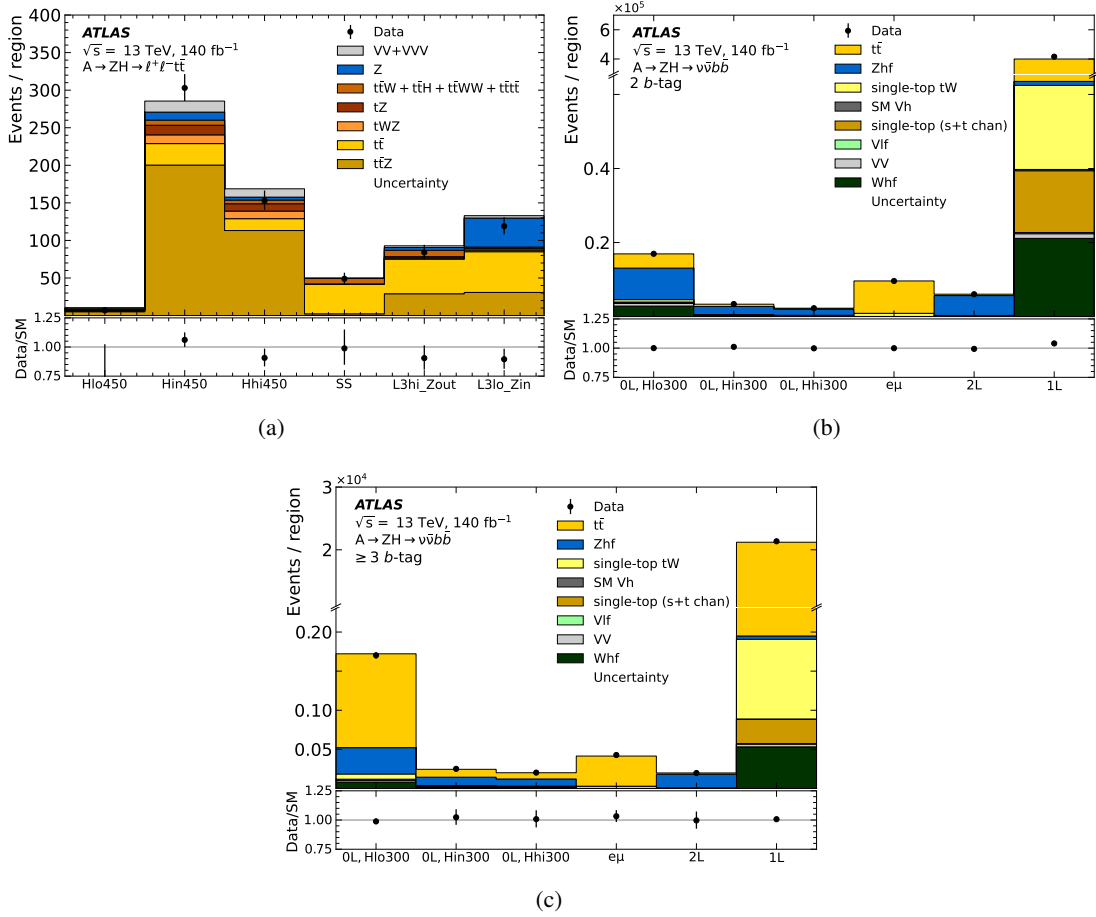 400
350
300
250
200
150
100
50
Events / region
ATLAS
√s = 13 TeV, 140 fb⁻¹
A → ZH → ℓ⁺ℓ⁻tt̄
Data
VV+VVV
Z
tt̄W + tt̄H + tt̄WW + tt̄tt̄
tZ
tWZ
tt̄
tt̄Z
Uncertainty
1.25
1.00
0.75
Data/SM
Hlo450
Hin450
Hhi450
SS
L3hi_Zout
L3lo_Zin
(a)
×10⁵
6
4
0.4
0.2
Events / region
ATLAS
√s = 13 TeV, 140 fb⁻¹
A → ZH → νν̄bb̄
2 b-tag
Data
tt̄
Zhf
single-top tW
SM Vh
single-top (s+t chan)
Vlf
VV
Whf
Uncertainty
1.25
1.00
0.75
Data/SM
0L, Hlo300
0L, Hin300
0L, Hhi300
eμ
2L
1L
(b)
×10⁴
3
2
0.20
0.10
0.05
Events / region
ATLAS
√s = 13 TeV, 140 fb⁻¹
A → ZH → νν̄bb̄
≥ 3 b-tag
Data
tt̄
Zhf
single-top tW
SM Vh
single-top (s+t chan)
Vlf
VV
Whf
Uncertainty
1.25
1.00
0.75
Data/SM
0L, Hlo300
0L, Hin300
0L, Hhi300
eμ
2L
1L
(c)